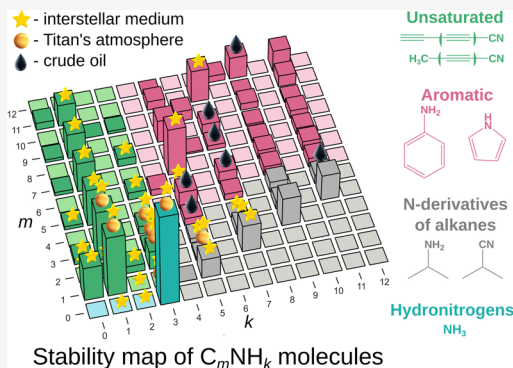 - interstellar medium
- Titan's atmosphere
- crude oil
Unsaturated
CN
H₃C CN
Aromatic
NH₂
H
N
N-derivatives
of alkanes
NH₂ CN
Hydronitrogens
NH₃
12
11
10
9
8
7
6
5
4
3
2
1
0
m
0
1
2
3
4
5
6
7
8
9
10
11
12
k
Stability map of CₘNHₖ molecules